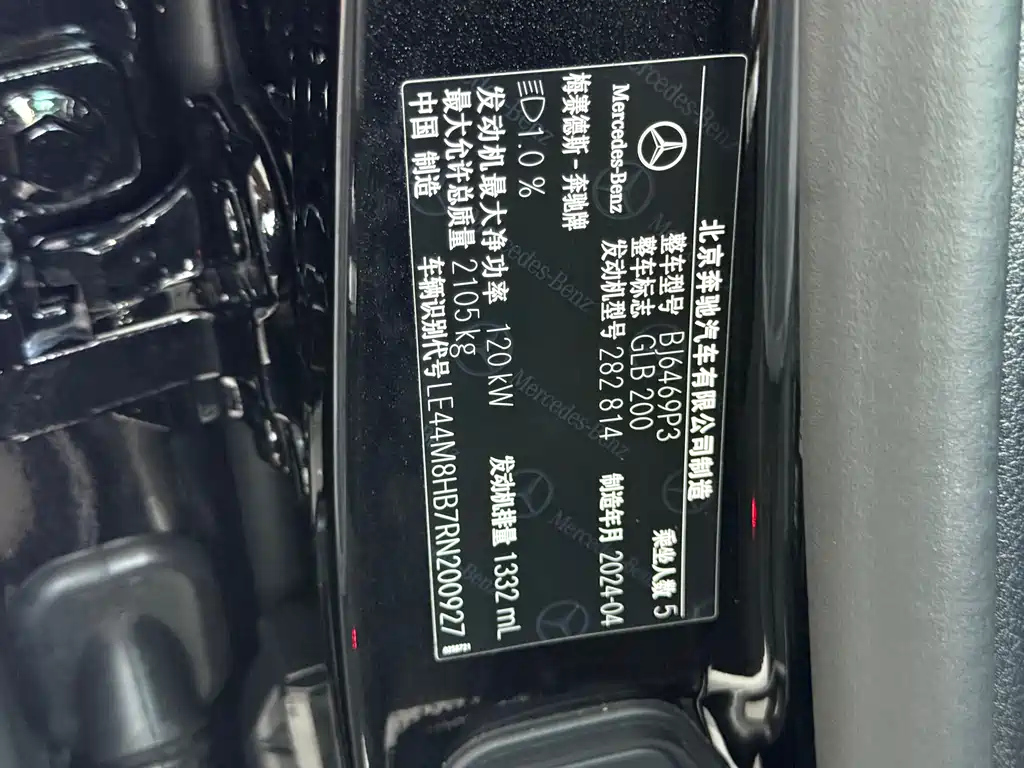 北京奔驰汽车有限公司制造
Mercedes-Benz
梅赛德斯-奔驰牌
整车型号 BJ6469P3
乘坐人数 5
整车标志 GLB 200
发动机型号 282 814
制造年月 2024-04
1.0 %
发动机最大净功率 120 kW
发动机排量 1332 mL
最大允许总质量 2105 kg
中国 制造
车辆识别代号 LE44M8HB7RN200927